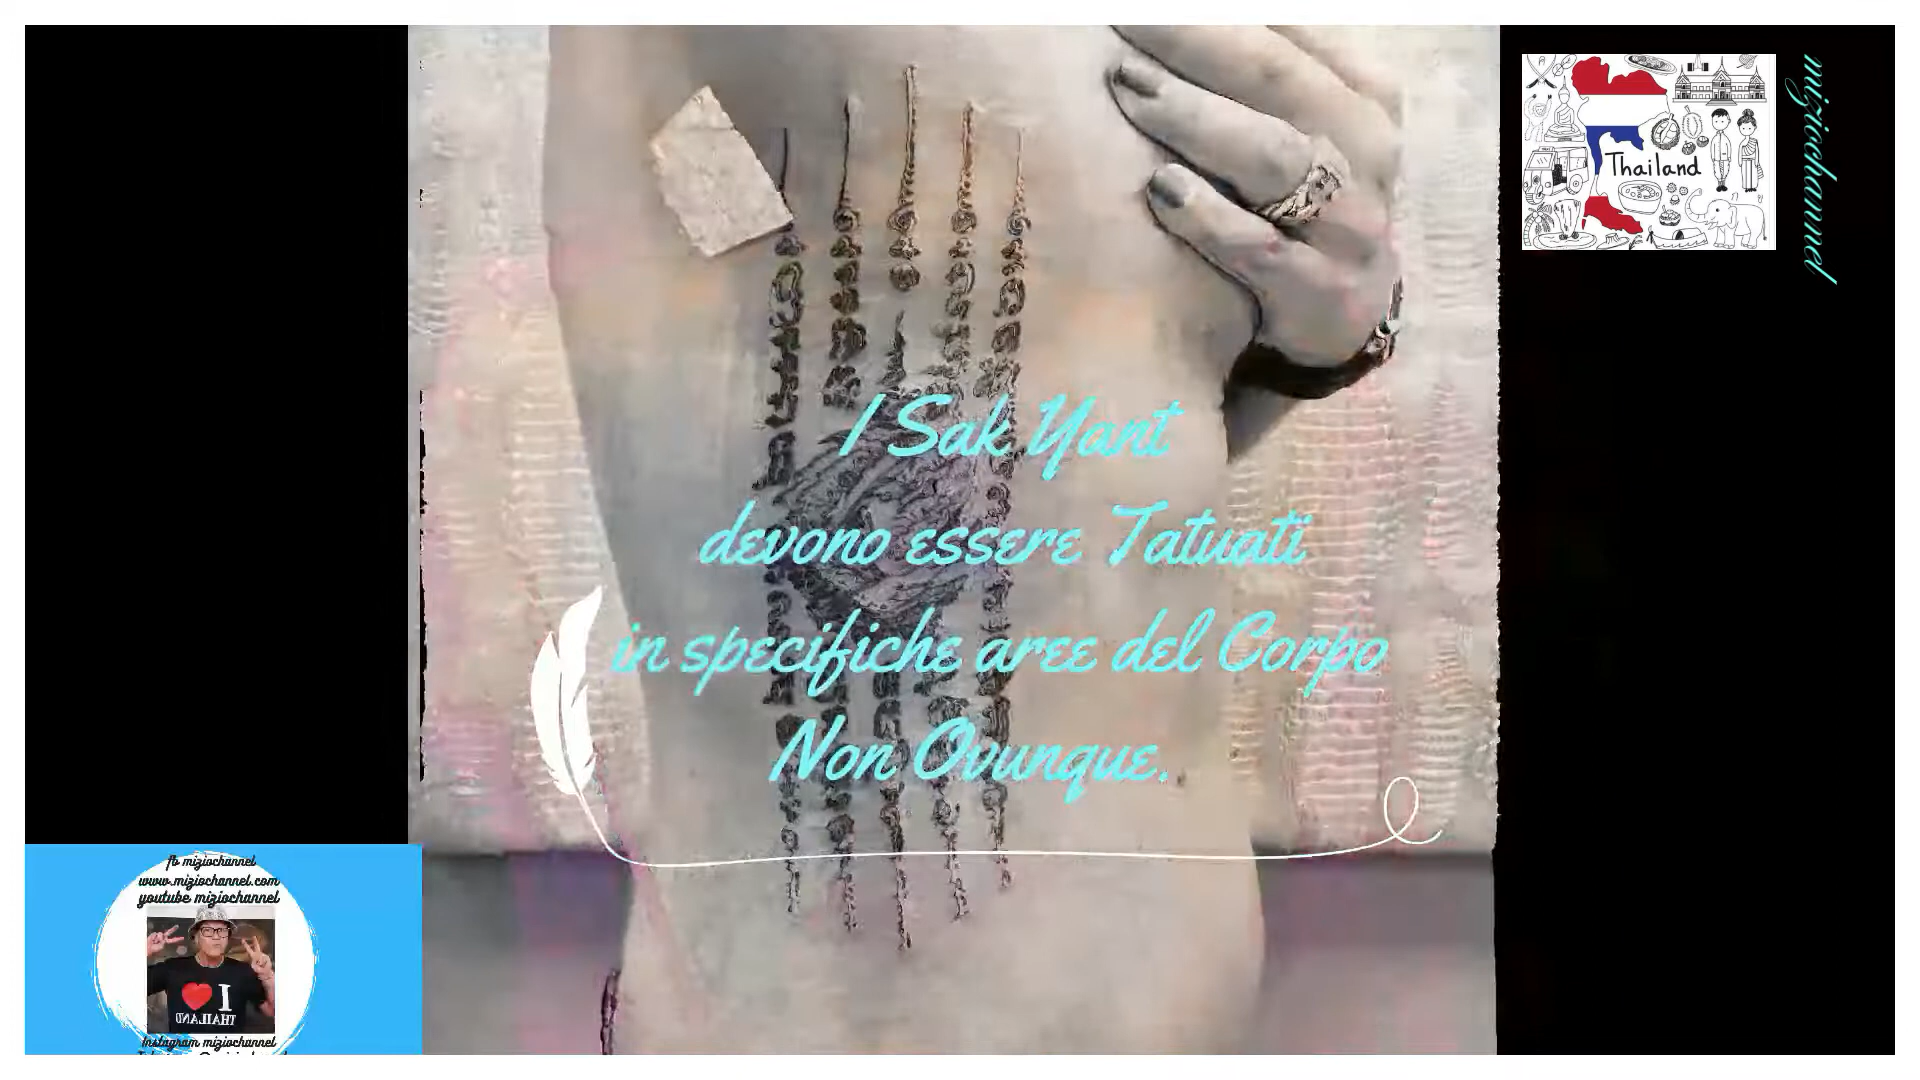 I Sak Yant
devono essere Tatuati
in specifiche aree del Corpo
Non Ovunque.
Thailand
miziochannel
fb miziochannel
www.miziochannel.com
youtube miziochannel
I
THAILAND
Instagram miziochannel